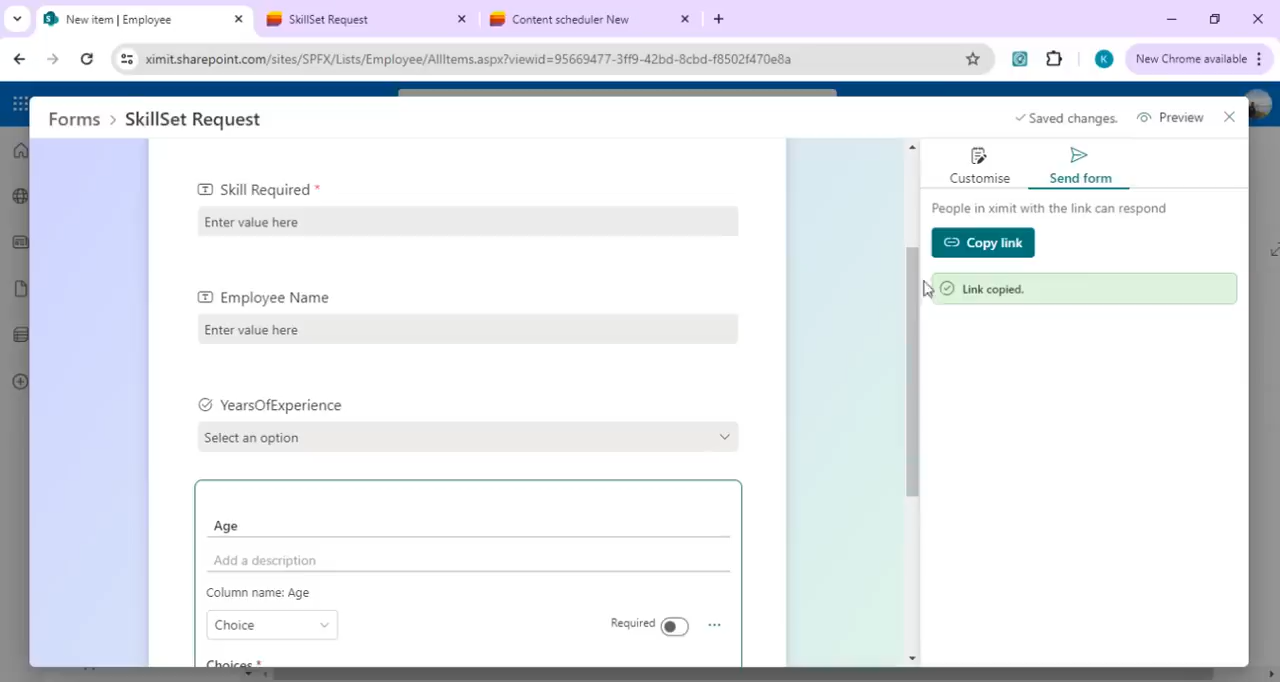 New item | Employee
SkillSet Request
Content scheduler New
ximit.sharepoint.com/sites/SPFX/Lists/Employee/AllItems.aspx?viewid=95669477-3ff9-42bd-8cbd-f8502f470e8a
K
New Chrome available
Forms > SkillSet Request
Saved changes.
Preview
Skill Required *
Enter value here
Employee Name
Enter value here
YearsOfExperience
Select an option
Age
Add a description
Column name: Age
Choice
Required
Choices *
Customise
Send form
People in ximit with the link can respond
Copy link
Link copied.